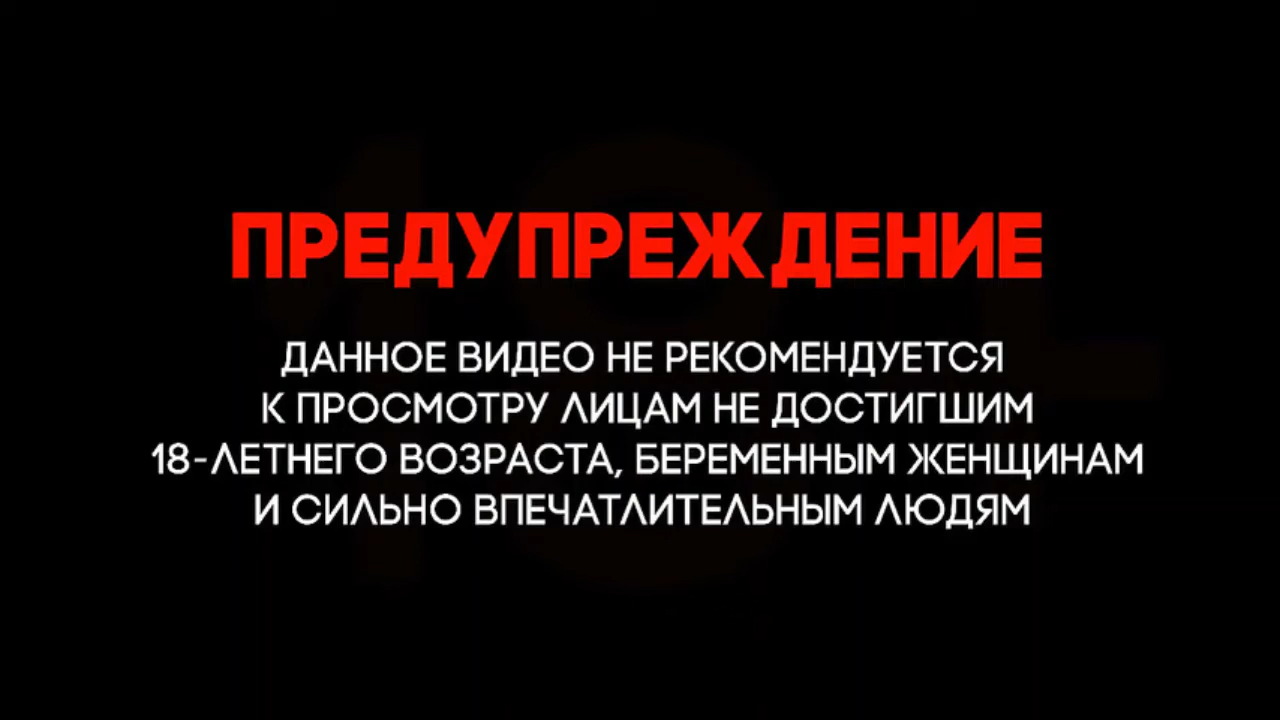 ПРЕДУПРЕЖДЕНИЕ
ДАННОЕ ВИДЕО НЕ РЕКОМЕНДУЕТСЯ
К ПРОСМОТРУ ЛИЦАМ НЕ ДОСТИГШИМ
18-ЛЕТНЕГО ВОЗРАСТА, БЕРЕМЕННЫМ ЖЕНЩИНАМ
И СИЛЬНО ВПЕЧАТЛИТЕЛЬНЫМ ЛЮДЯМ